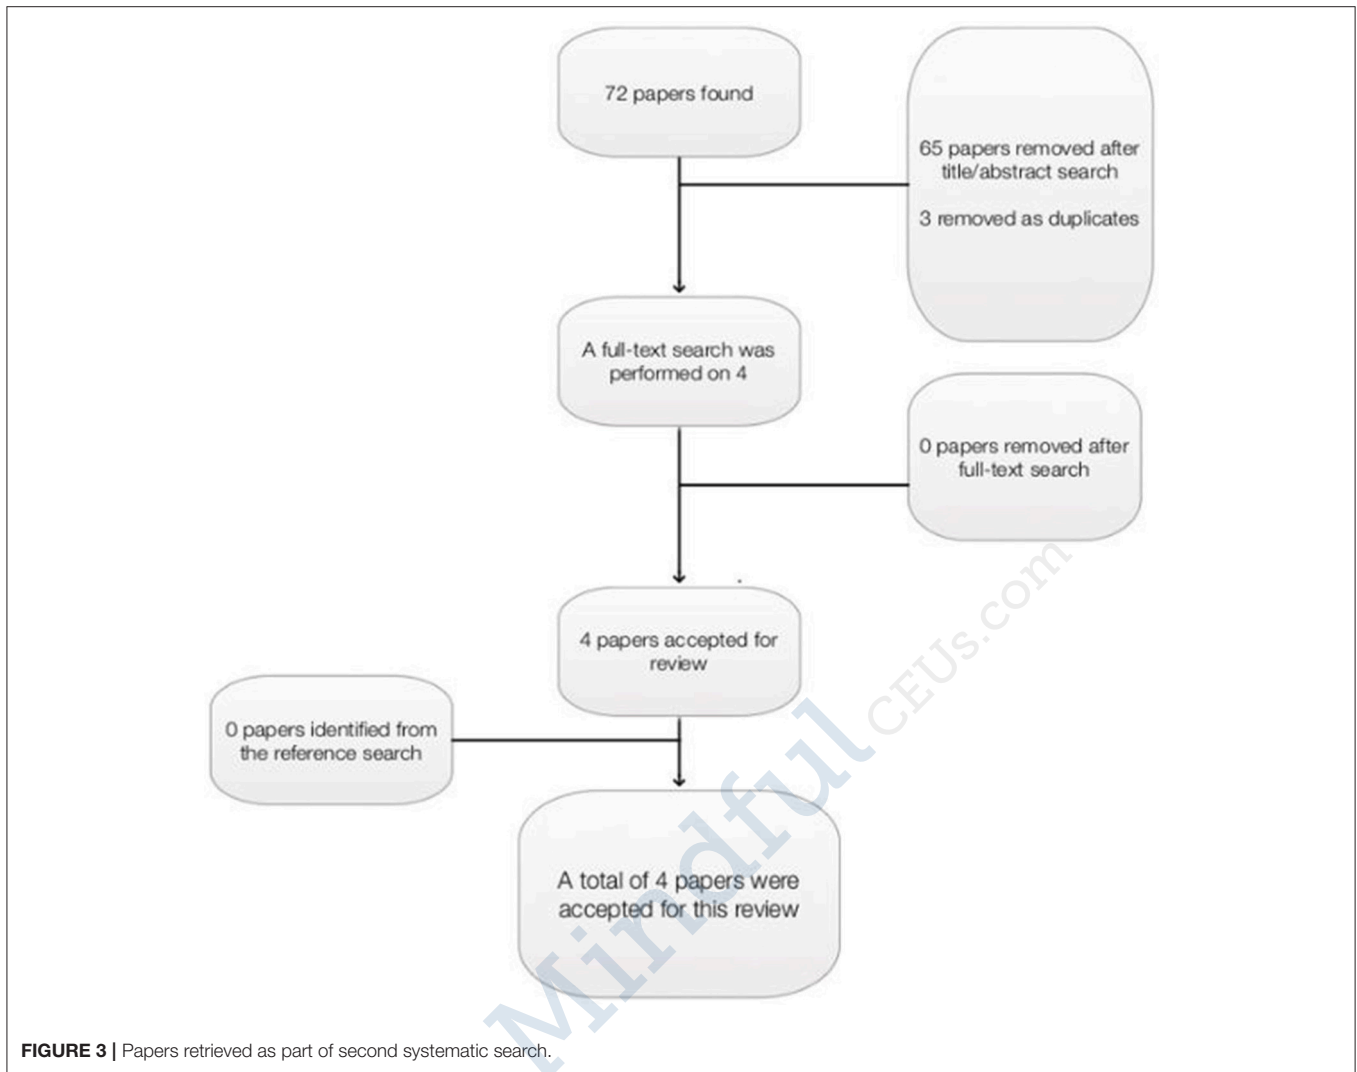 72 papers found
65 papers removed after
title/abstract search
3 removed as duplicates
A full-text search was
performed on 4
0 papers removed after
full-text search
4 papers accepted for
review
0 papers identified from
the reference search
A total of 4 papers were
accepted for this review
Mindful CEUs.com
FIGURE 3 | Papers retrieved as part of second systematic search.